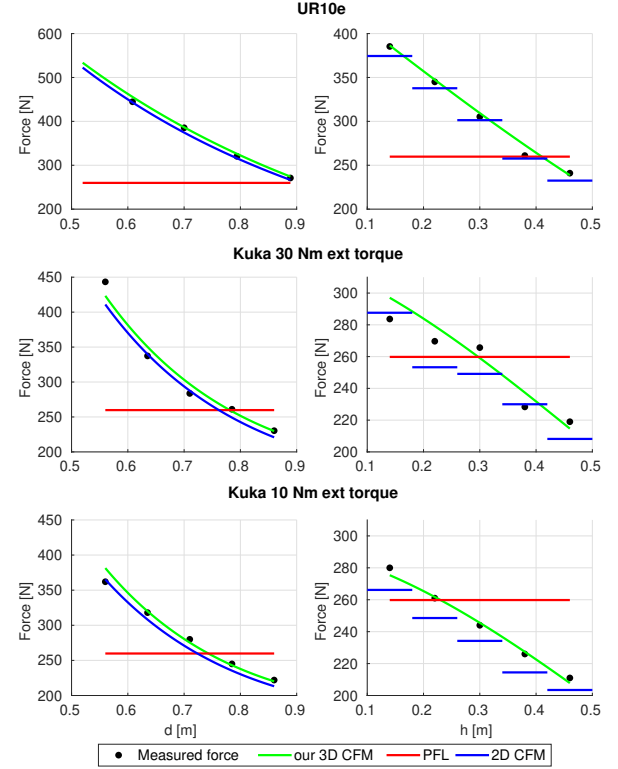 UR10e
600
500
400
300
200
Force [N]
0.5 0.6 0.7 0.8 0.9
400
350
300
250
200
Force [N]
0.1 0.2 0.3 0.4 0.5
Kuka 30 Nm ext torque
450
400
350
300
250
200
Force [N]
0.5 0.6 0.7 0.8 0.9
300
280
260
240
220
200
Force [N]
0.1 0.2 0.3 0.4 0.5
Kuka 10 Nm ext torque
450
400
350
300
250
200
Force [N]
0.5 0.6 0.7 0.8 0.9
d [m]
300
280
260
240
220
200
Force [N]
0.1 0.2 0.3 0.4 0.5
h [m]
Measured force our 3D CFM PFL 2D CFM